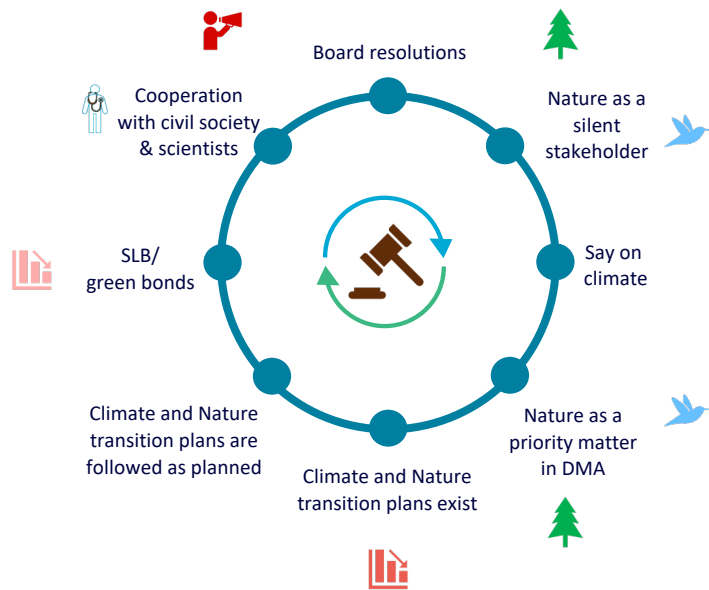 Board resolutions
Nature as a
silent
stakeholder
Say on
climate
Nature as a
priority matter
in DMA
Climate and Nature
transition plans exist
Climate and Nature
transition plans are
followed as planned
SLB/
green bonds
Cooperation
with civil society
& scientists